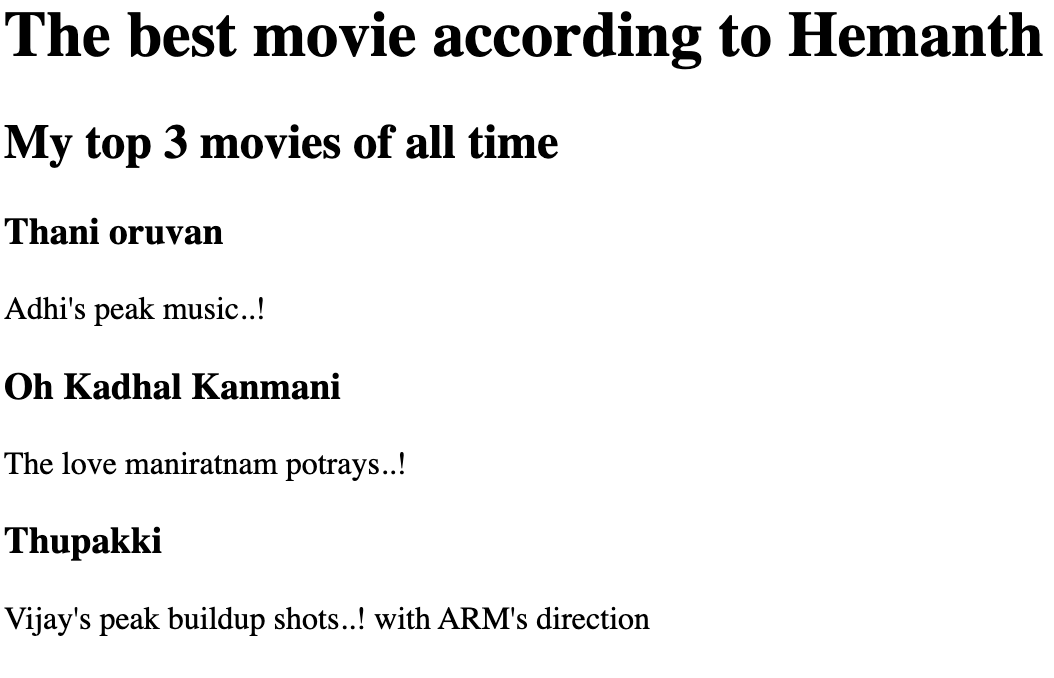 The best movie according to Hemanth
My top 3 movies of all time
Thani oruvan
Adhi's peak music..!
Oh Kadhal Kanmani
The love maniratnam potrays..!
Thupakki
Vijay's peak buildup shots..! with ARM's direction